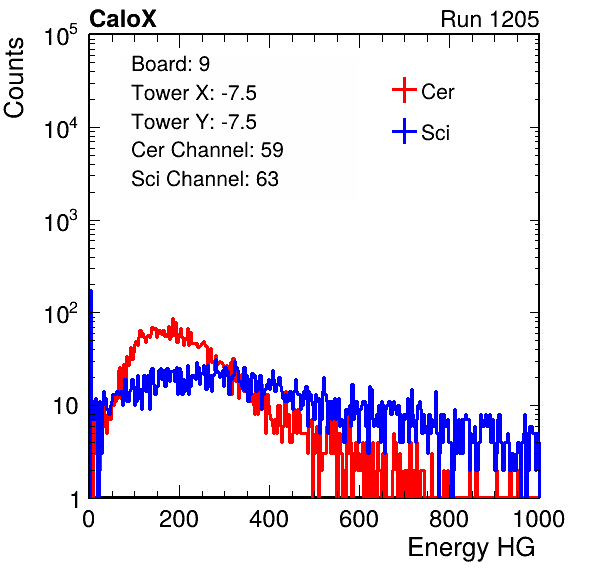 CaloX Run 1205
10^5
Counts
Board: 9
Tower X: -7.5
Tower Y: -7.5
Cer Channel: 59
Sci Channel: 63
Cer
Sci
10^4
10^3
10^2
10
1
0 200 400 600 800 1000
Energy HG